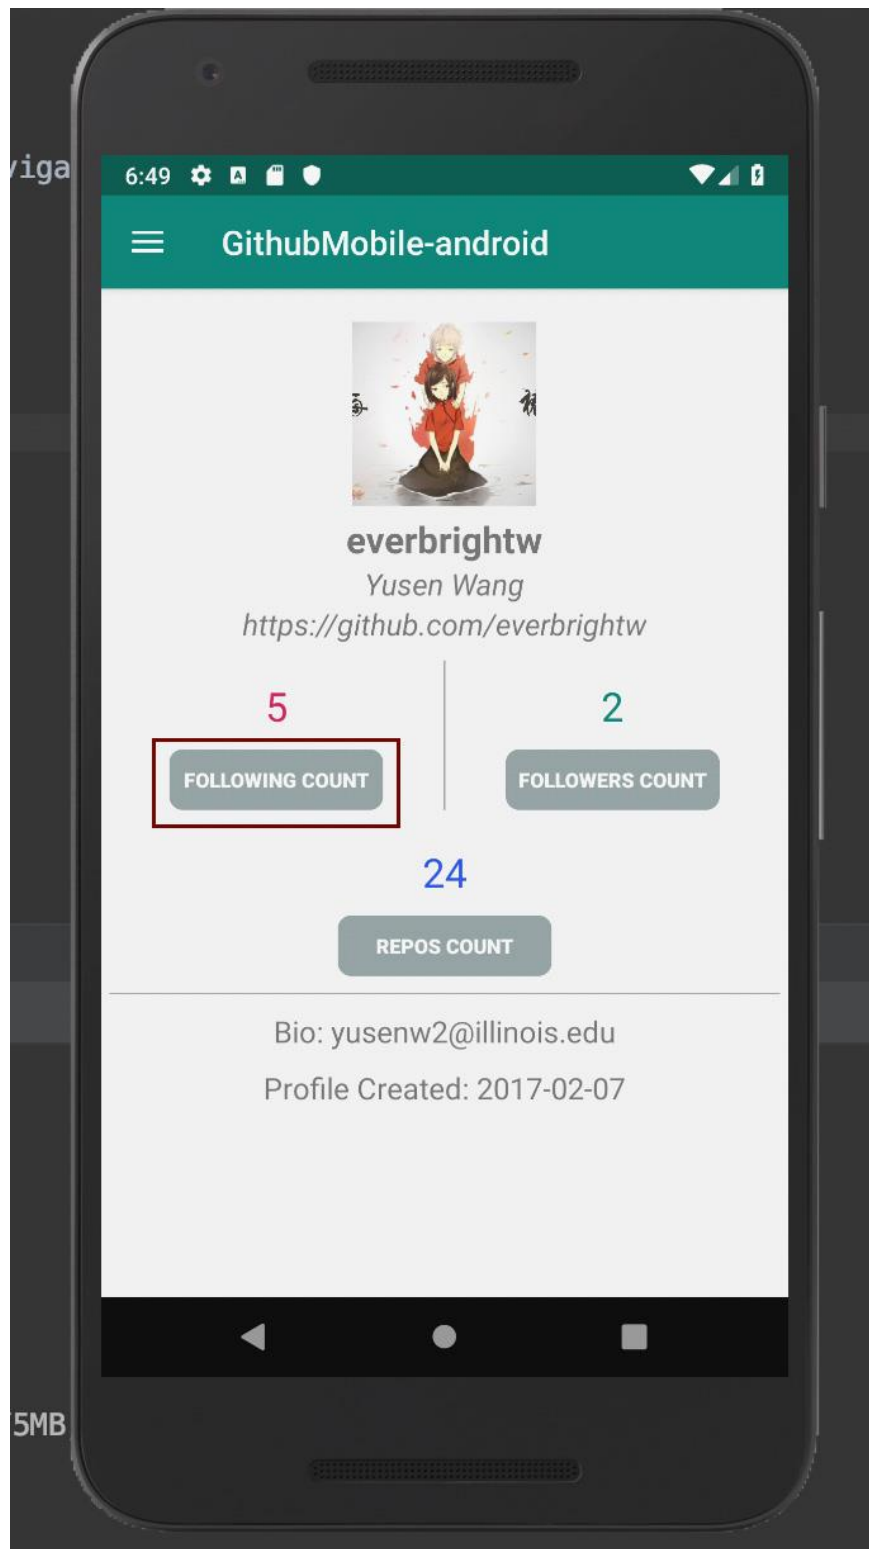 viga
6:49
GithubMobile-android
everbrightw
Yusen Wang
https://github.com/everbrightw
5
2
FOLLOWING COUNT
FOLLOWERS COUNT
24
REPOS COUNT
Bio: yusenw2@illinois.edu
Profile Created: 2017-02-07
5MB